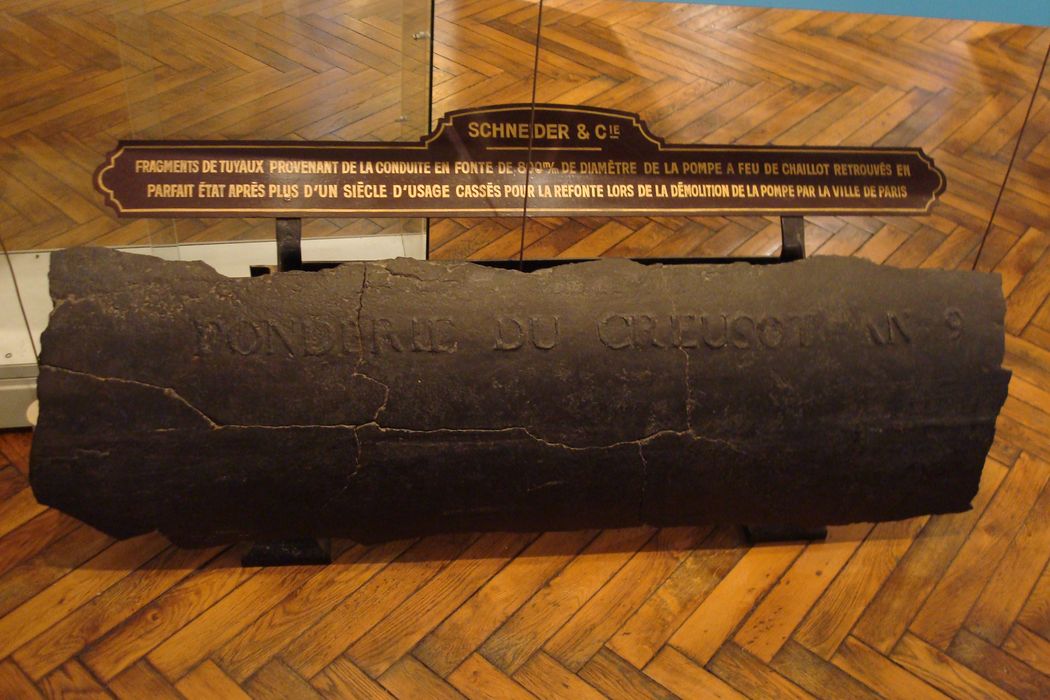 SCHNEIDER & CIE
FRAGMENTS DE TUYAUX PROVENANT DE LA CONDUITE EN FONTE DE 800m/m DE DIAMÈTRE DE LA POMPE A FEU DE CHAILLOT RETROUVÉS EN
PARFAIT ÉTAT APRÈS PLUS D'UN SIÈCLE D'USAGE CASSÉS POUR LA REFONTE LORS DE LA DÉMOLITION DE LA POMPE PAR LA VILLE DE PARIS
FONDERIE DU CREUSOT AN 9